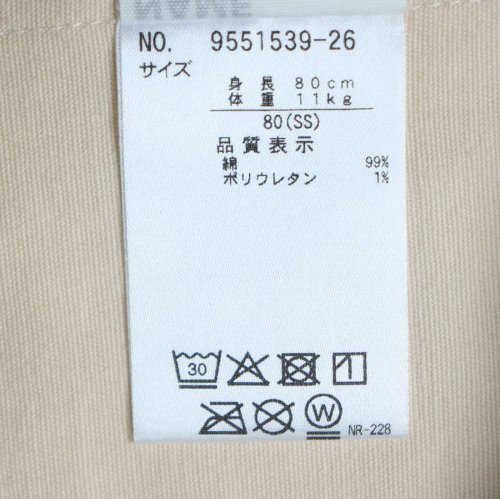 NO. 9551539-26
サイズ
身長 80cm
体重 11kg
80(SS)
品質表示
綿 99%
ポリウレタン 1%
30
W
NR-228